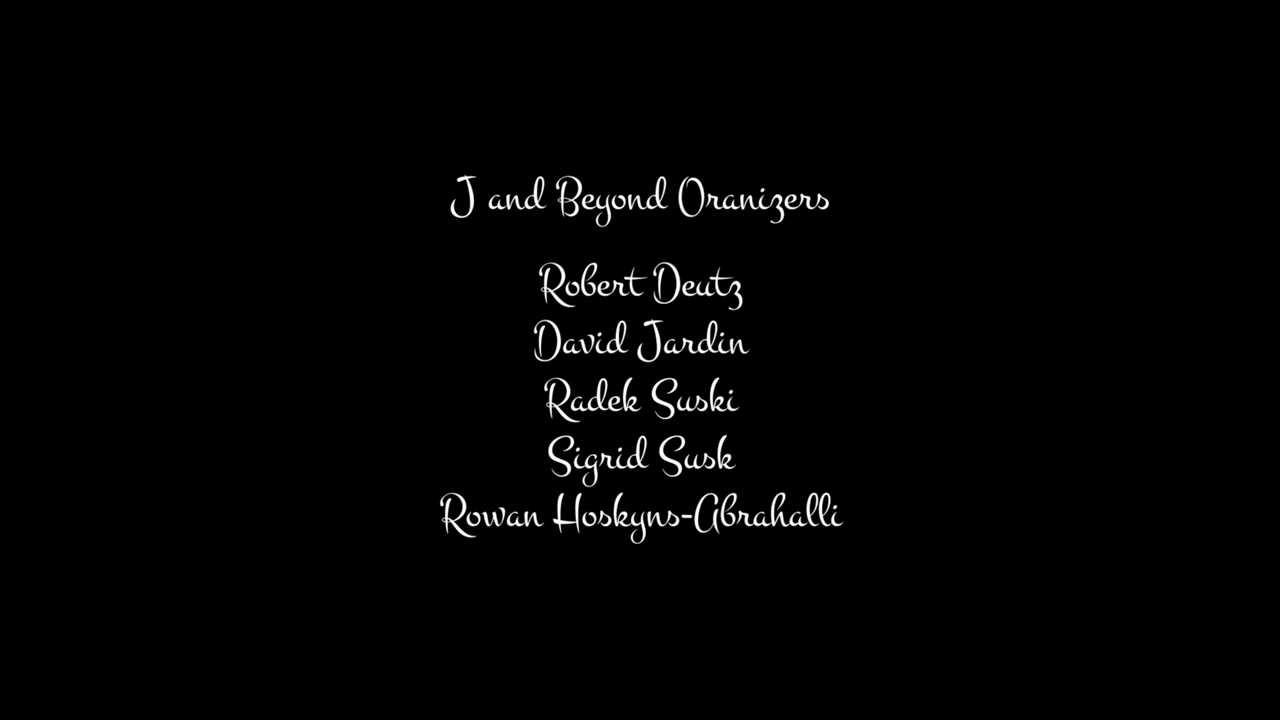 J and Beyond Oranizers
Robert Deutz
David Jardin
Radek Suski
Sigrid Susk
Rowan Hoskyns-Abrahalli